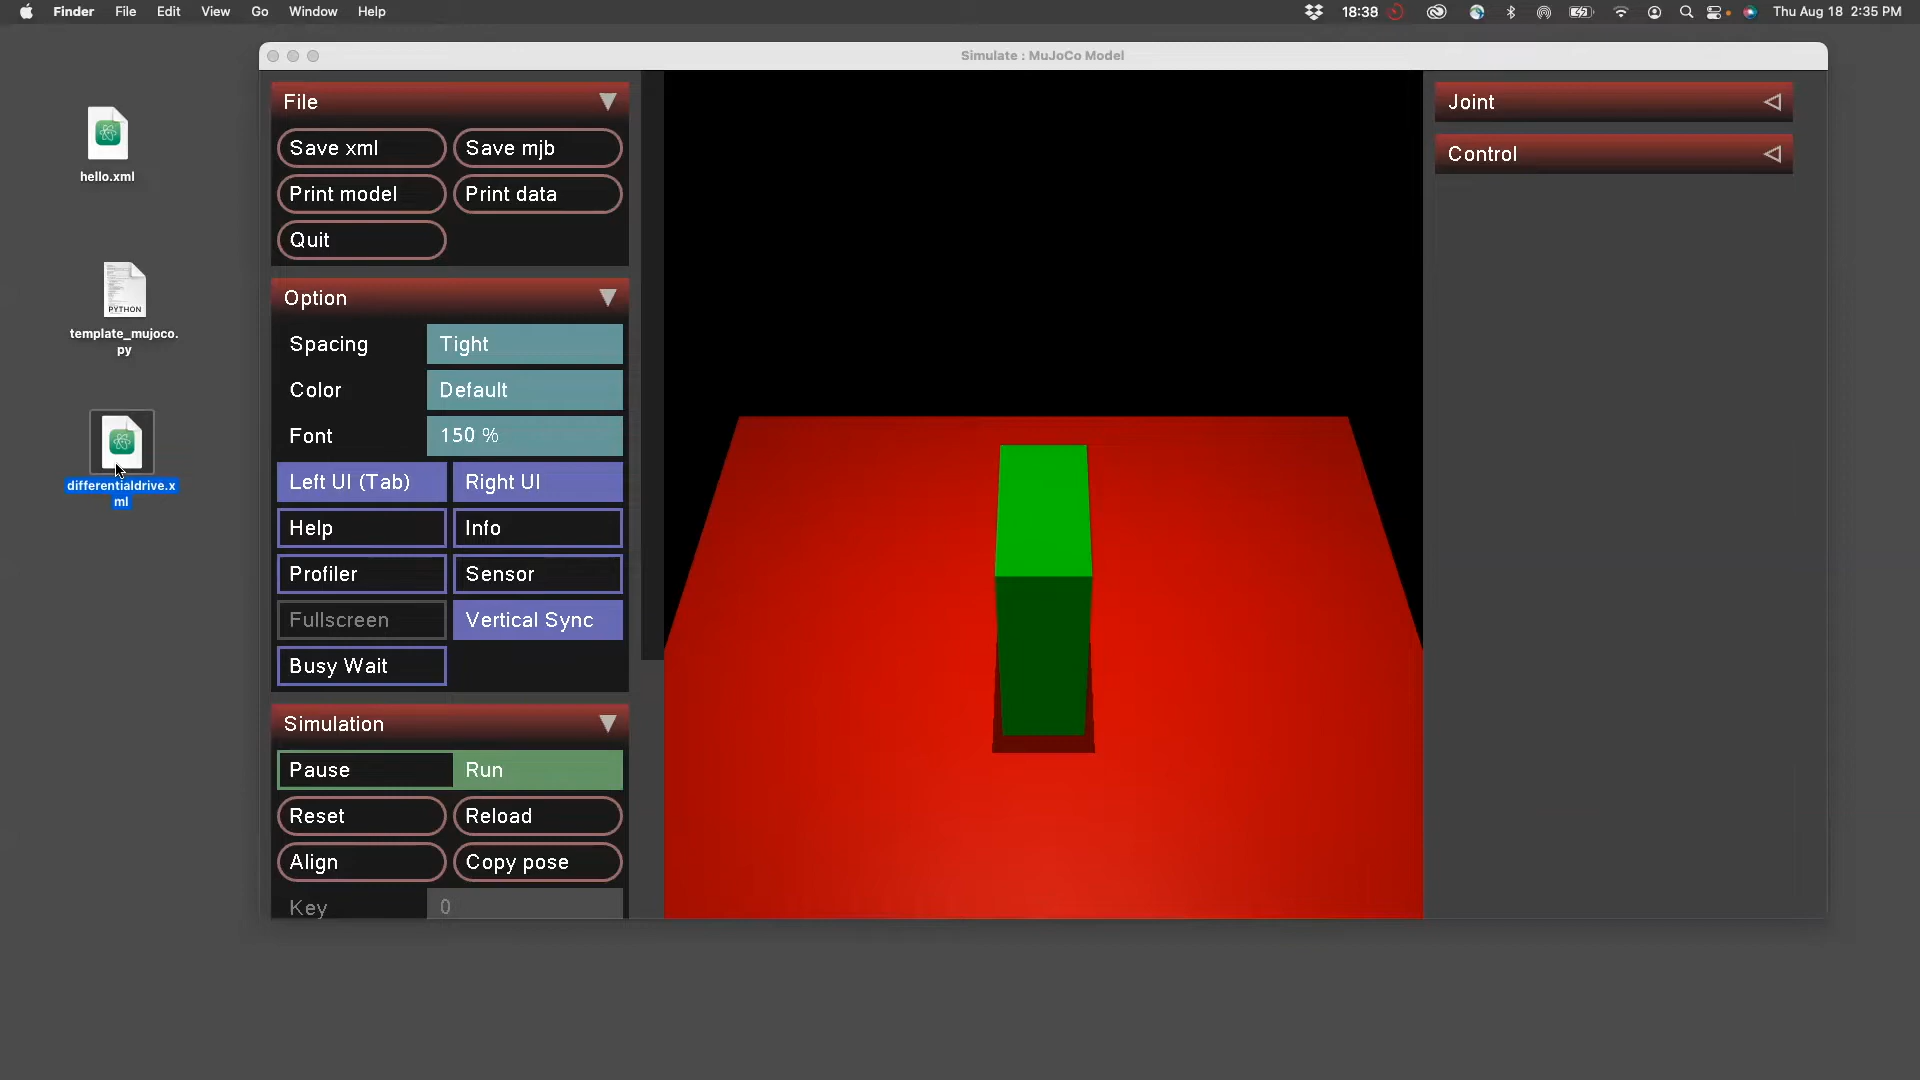 Finder File Edit View Go Window Help
18:38
Thu Aug 18 2:35 PM
Simulate : MuJoCo Model
hello.xml
PYTHON
template_mujoco.
py
differentialdrive.x
ml
File
Save xml Save mjb
Print model Print data
Quit
Option
Spacing Tight
Color Default
Font 150 %
Left UI (Tab) Right UI
Help Info
Profiler Sensor
Fullscreen Vertical Sync
Busy Wait
Simulation
Pause Run
Reset Reload
Align Copy pose
Key 0
Joint
Control